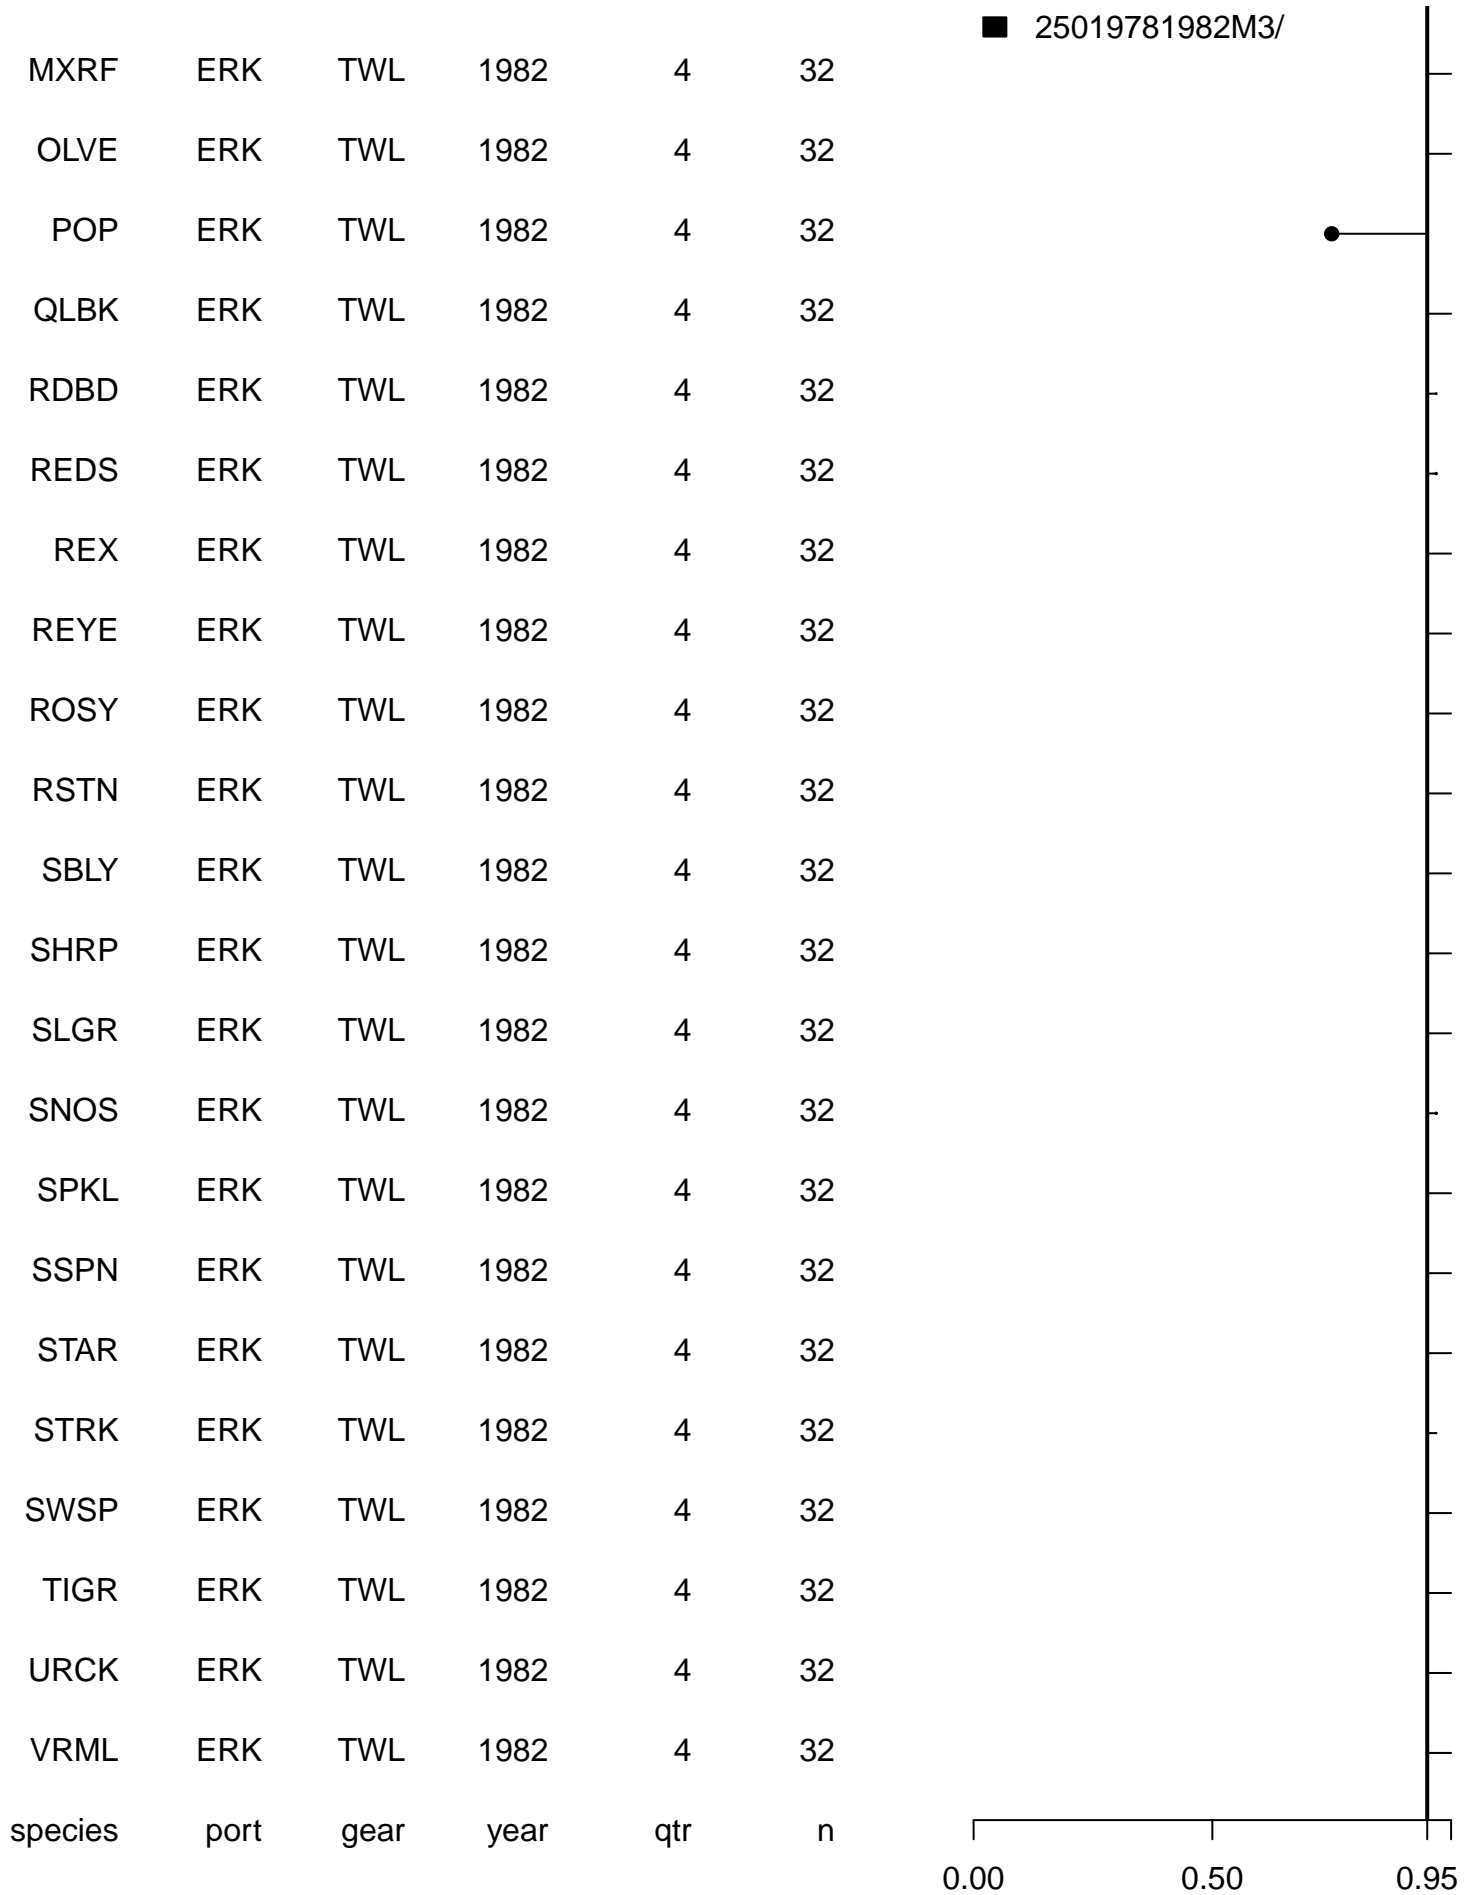 25019781982M3/
MXRF ERK TWL 1982 4 32
OLVE ERK TWL 1982 4 32
POP ERK TWL 1982 4 32
QLBK ERK TWL 1982 4 32
RDBD ERK TWL 1982 4 32
REDS ERK TWL 1982 4 32
REX ERK TWL 1982 4 32
REYE ERK TWL 1982 4 32
ROSY ERK TWL 1982 4 32
RSTN ERK TWL 1982 4 32
SBLY ERK TWL 1982 4 32
SHRP ERK TWL 1982 4 32
SLGR ERK TWL 1982 4 32
SNOS ERK TWL 1982 4 32
SPKL ERK TWL 1982 4 32
SSPN ERK TWL 1982 4 32
STAR ERK TWL 1982 4 32
STRK ERK TWL 1982 4 32
SWSP ERK TWL 1982 4 32
TIGR ERK TWL 1982 4 32
URCK ERK TWL 1982 4 32
VRML ERK TWL 1982 4 32
species port gear year qtr n
0.00 0.50 0.95